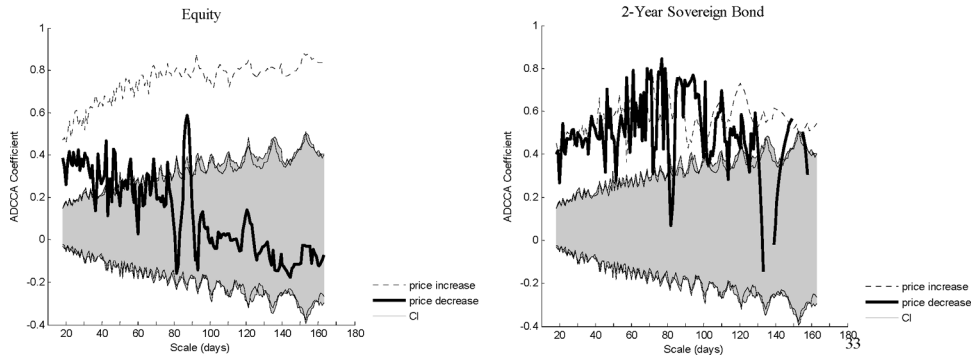 Equity
1
0.8
0.6
0.4
0.2
0
-0.2
-0.4
ADCCA Coefficient
20 40 60 80 100 120 140 160 180
Scale (days)
price increase
price decrease
CI
2-Year Sovereign Bond
1
0.8
0.6
0.4
0.2
0
-0.2
-0.4
ADCCA Coefficient
20 40 60 80 100 120 140 160 180
Scale (days)
price increase
price decrease
CI
33